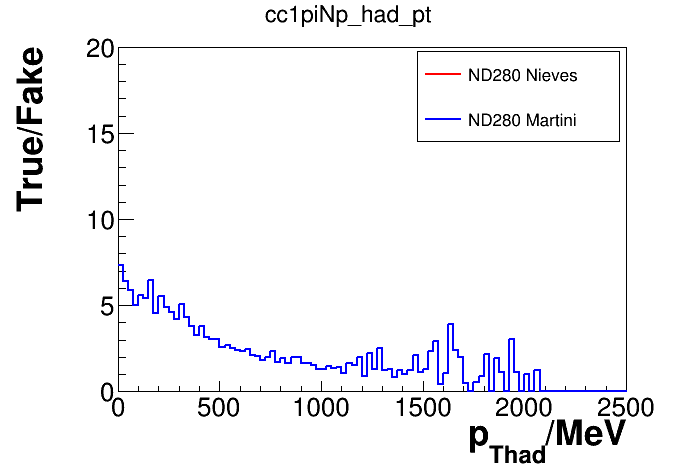 cc1piNp_had_pt
True/Fake
20
15
10
5
0
ND280 Nieves
ND280 Martini
0 500 1000 1500 2000 2500
pThad/MeV